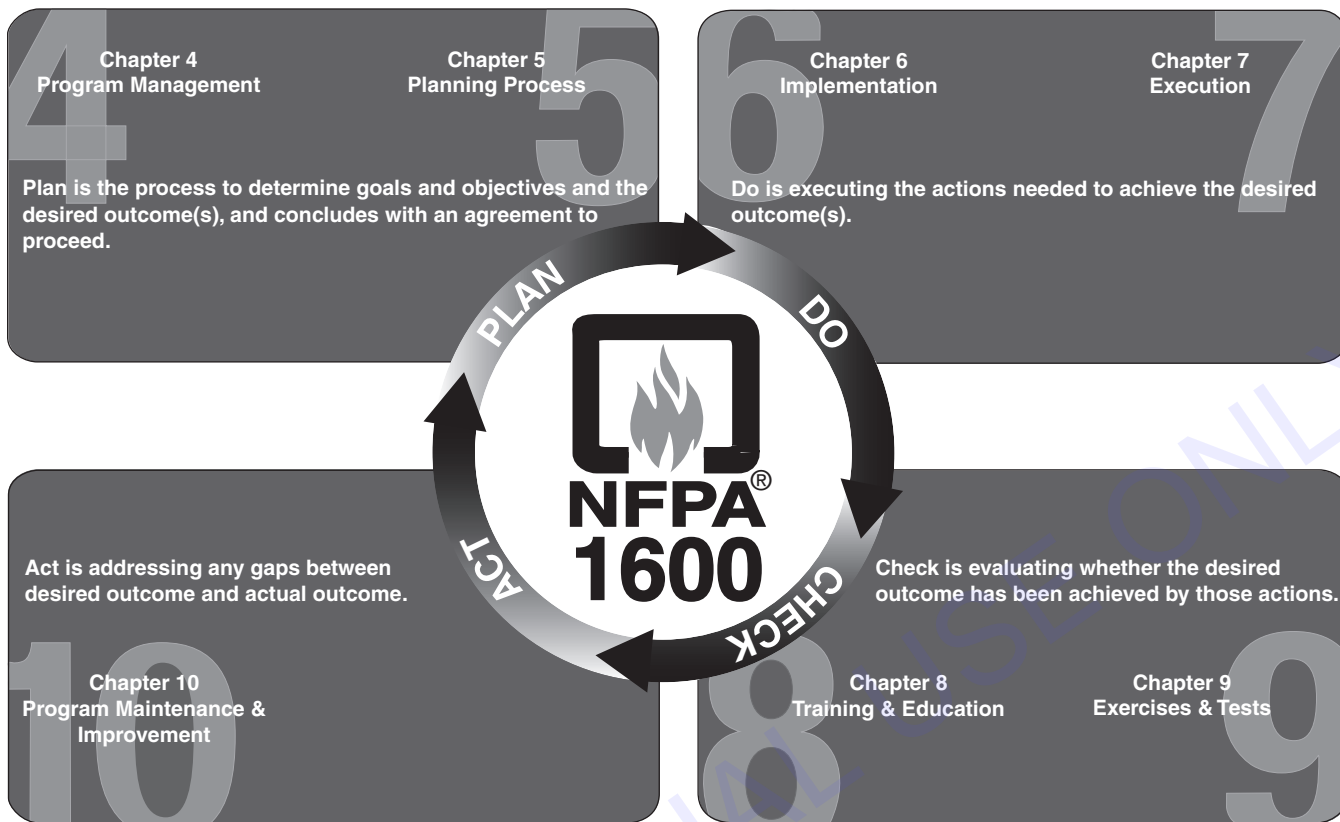 4
Chapter 4
Program Management
5
Chapter 5
Planning Process
Plan is the process to determine goals and objectives and the
desired outcome(s), and concludes with an agreement to
proceed.
6
Chapter 6
Implementation
7
Chapter 7
Execution
Do is executing the actions needed to achieve the desired
outcome(s).
PLAN
DO
CHECK
ACT
NFPA®
1600
Act is addressing any gaps between
desired outcome and actual outcome.
10
Chapter 10
Program Maintenance &
Improvement
Check is evaluating whether the desired
outcome has been achieved by those actions.
8
Chapter 8
Training & Education
9
Chapter 9
Exercises & Tests
USE ONLY